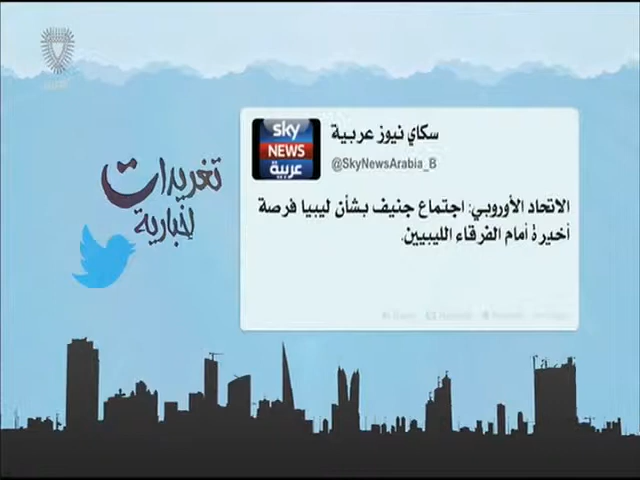 تغريدات
إخبارية
sky
NEWS
عربية
سكاي نيوز عربية
@SkyNewsArabia_B
الاتحاد الأوروبي: اجتماع جنيف بشأن ليبيا فرصة
أخيرة أمام الفرقاء الليبيين.